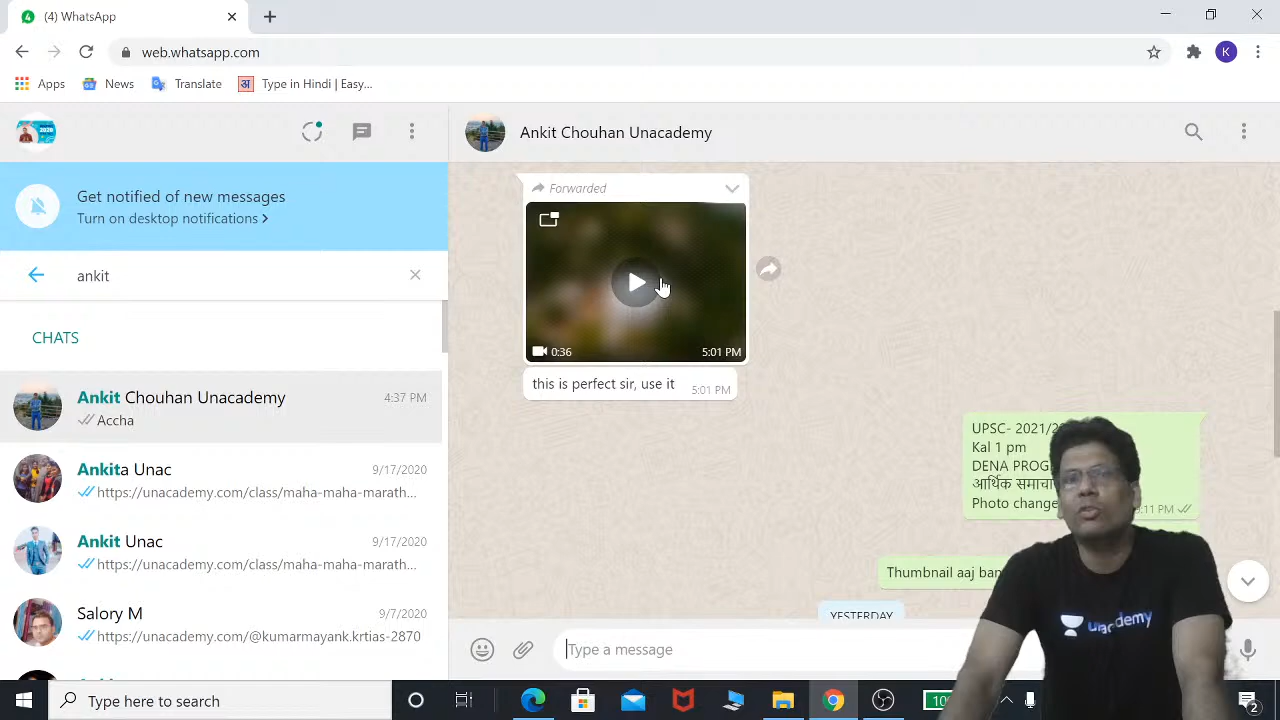 (4) WhatsApp
web.whatsapp.com
K
Apps
News
Translate
अ
Type in Hindi | Easy...
Ankit Chouhan Unacademy
Get notified of new messages
Turn on desktop notifications
ankit
CHATS
Ankit Chouhan Unacademy
4:37 PM
Accha
Ankita Unac
9/17/2020
https://unacademy.com/class/maha-maha-marath...
Ankit Unac
9/17/2020
https://unacademy.com/class/maha-maha-marath...
Salory M
9/7/2020
https://unacademy.com/@kumarmayank.krtias-2870
Forwarded
0:36
5:01 PM
this is perfect sir, use it
5:01 PM
UPSC- 2021/2
Kal 1 pm
DENA PROG
आर्थिक समाचा
Photo change
:11 PM
Thumbnail aaj ban
YESTERDAY
Type a message
unacademy
Type here to search
10
2